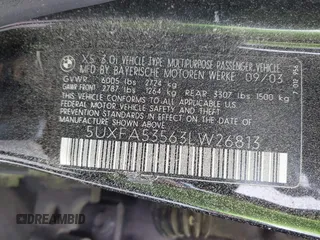 X5 3.0i VEHICLE TYPE MULTIPURPOSE PASSENGER VEHICLE
MFD BY BAYERISCHE MOTOREN WERKE 09/03
GVWR 6005 lbs 2724 kg
GAWR FRONT 2787 lbs 1264 kg REAR 3307 lbs 1500 kg
THIS VEHICLE CONFORMS TO ALL APPLICABLE
FEDERAL MOTOR VEHICLE SAFETY, BUMPER, AND THEFT
PREVENTION STANDARDS IN EFFECT ON THE
DATE OF MANUFACTURE SHOWN ABOVE
5UXFA53563LW26813
DREAMBID